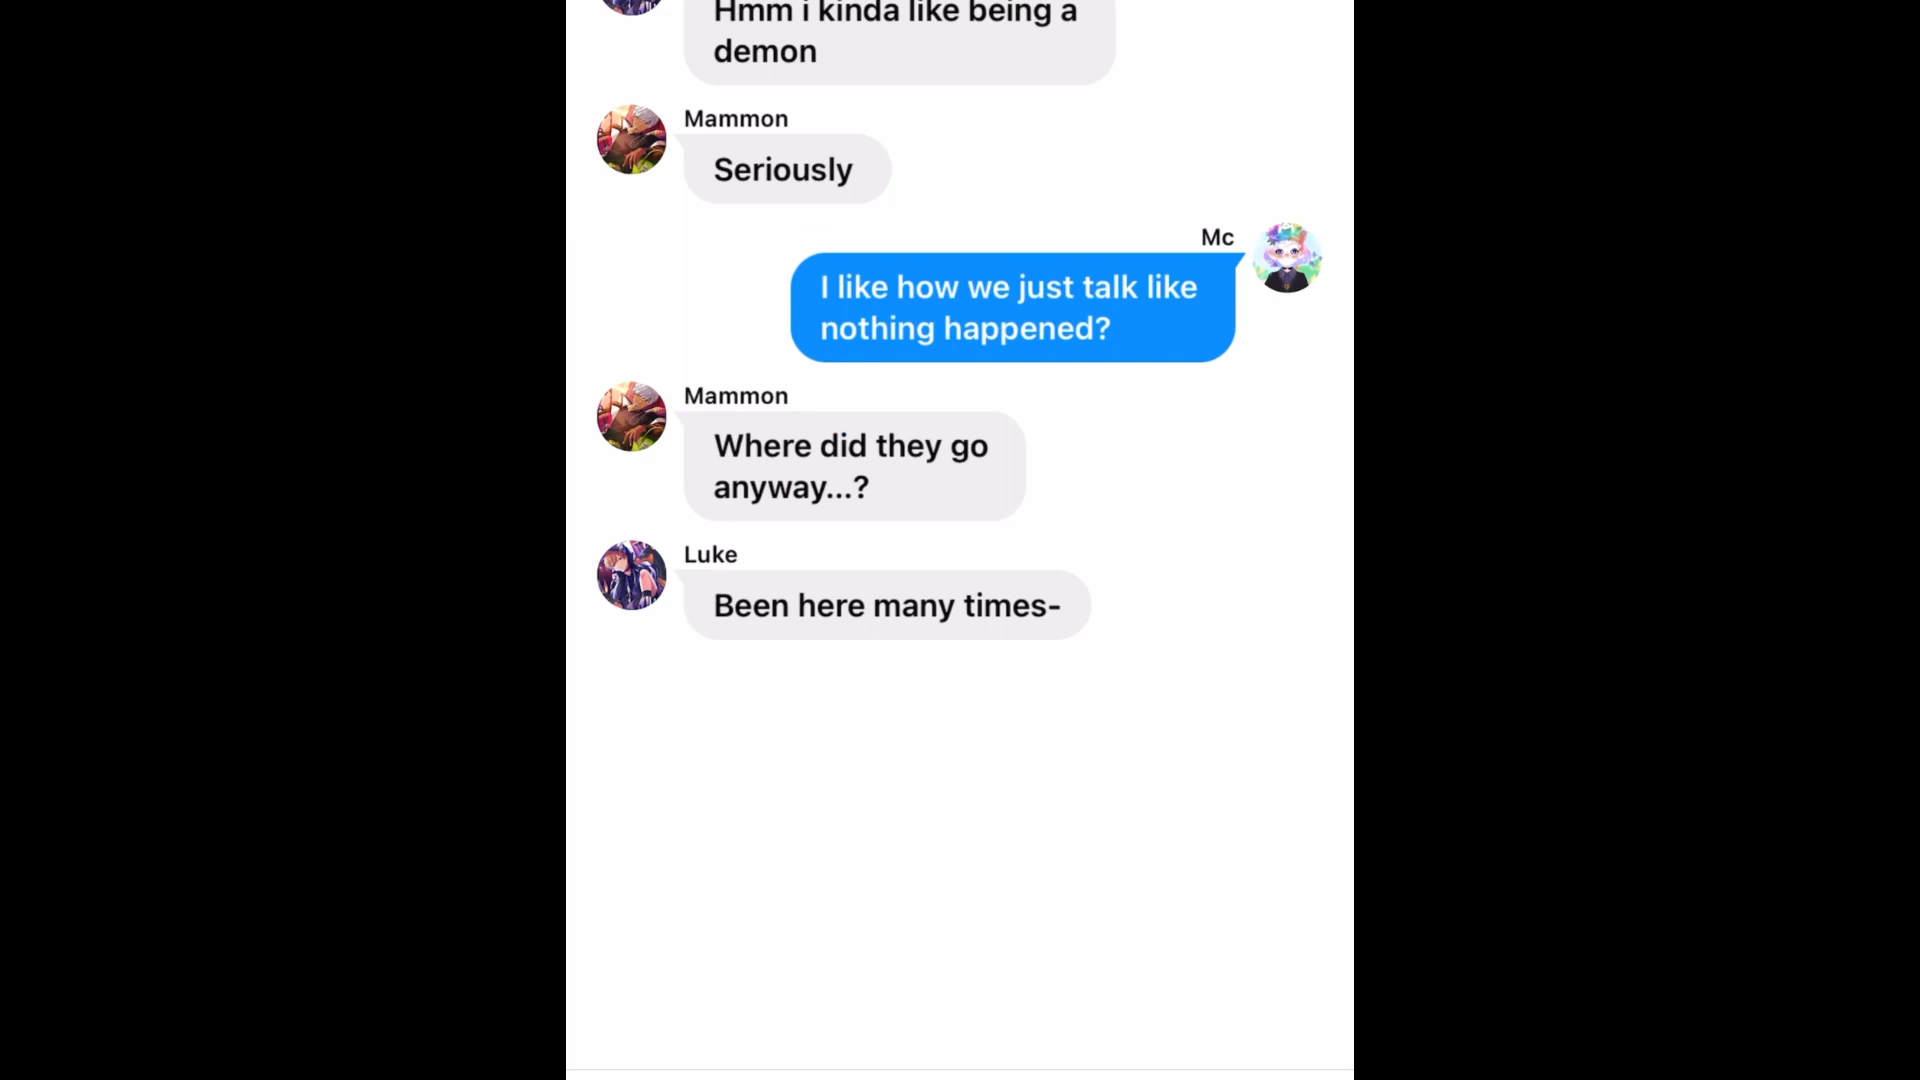 Hmm i kinda like being a
demon
Mammon
Seriously
Mc
I like how we just talk like
nothing happened?
Mammon
Where did they go
anyway...?
Luke
Been here many times-